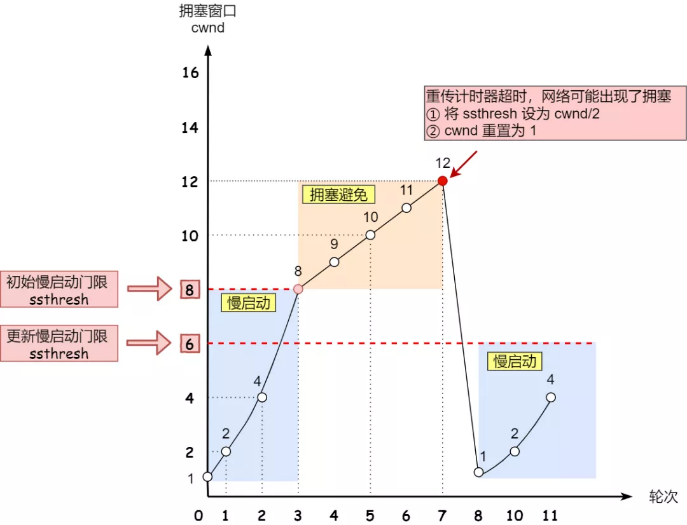 拥塞窗口
cwnd
16
14
12
10
8
6
4
2
1
重传计时器超时，网络可能出现了拥塞
① 将 ssthresh 设为 cwnd/2
② cwnd 重置为 1
12
拥塞避免
11
10
9
8
初始慢启动门限
ssthresh
慢启动
更新慢启动门限
ssthresh
慢启动
4
2
4
2
1
0 1 2 3 4 5 6 7 8 10 11
轮次